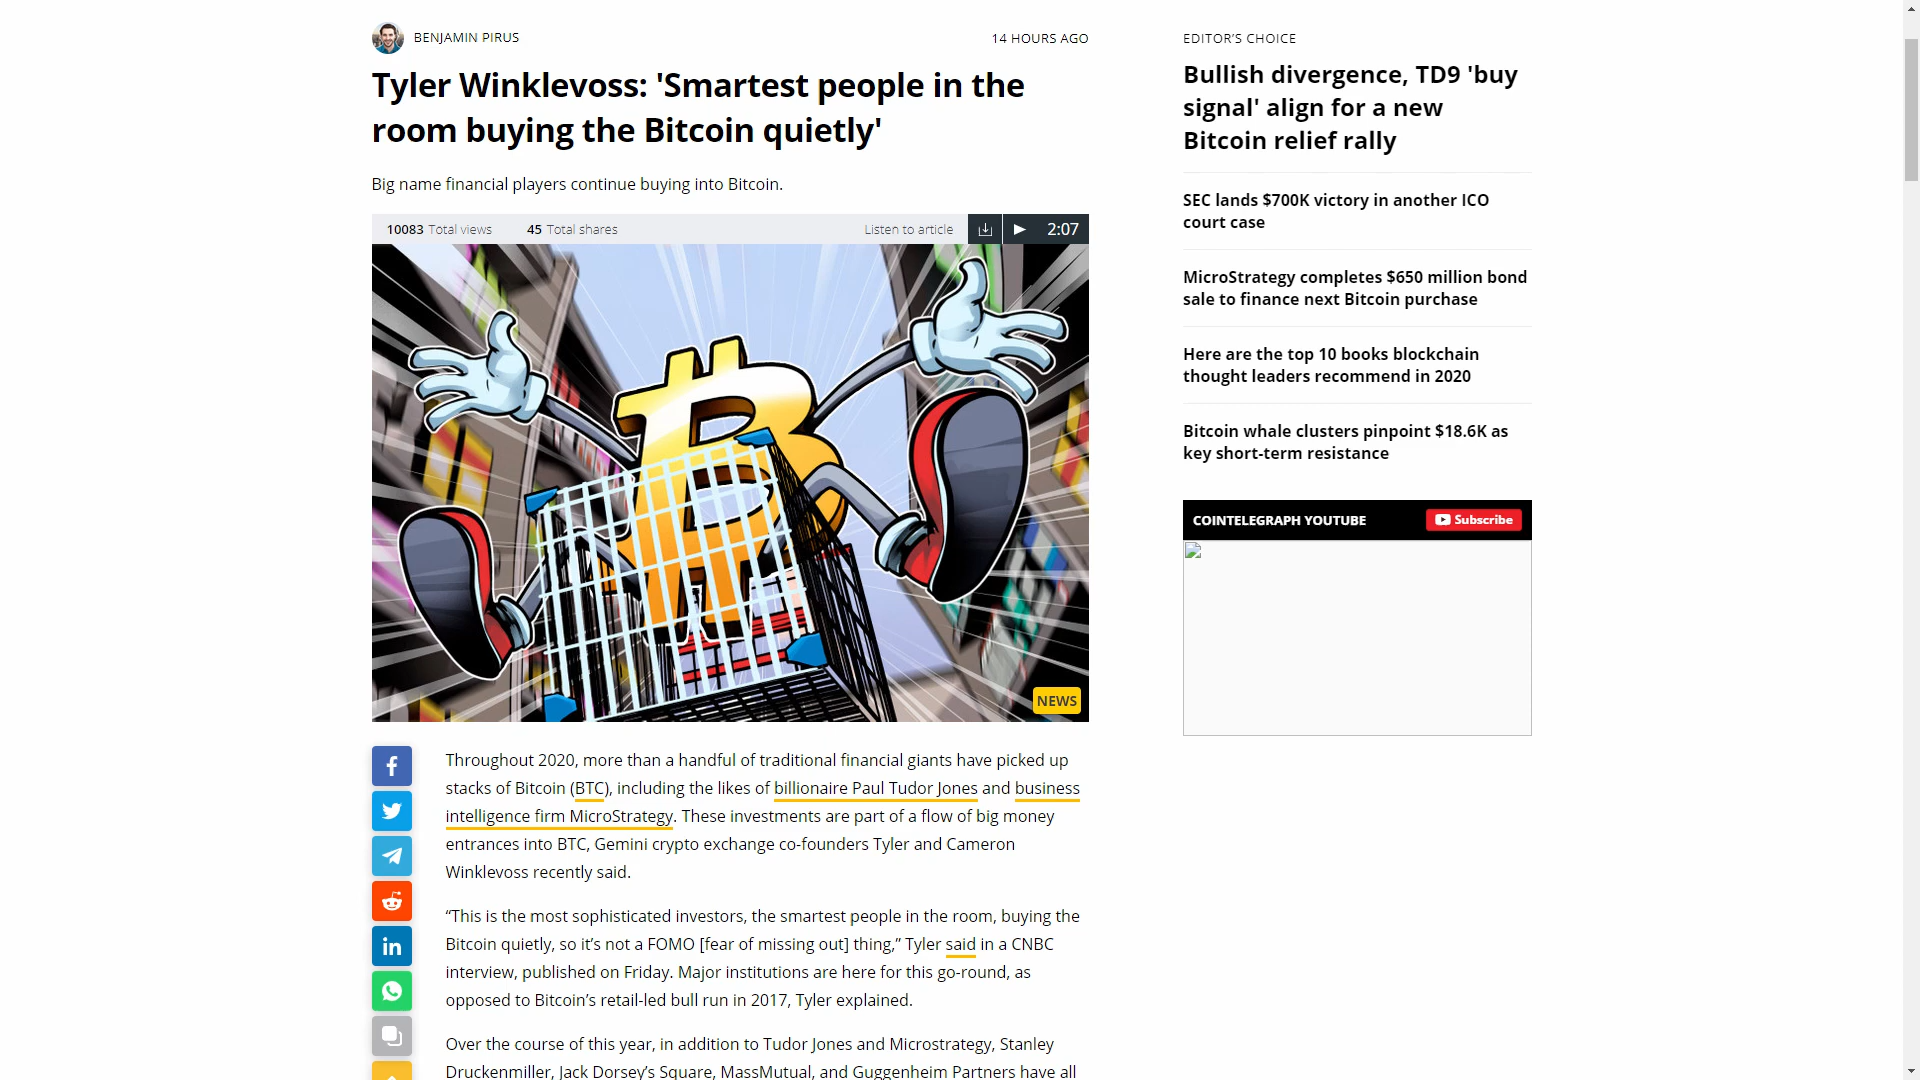 BENJAMIN PIRUS
14 HOURS AGO
Tyler Winklevoss: 'Smartest people in the
room buying the Bitcoin quietly'
Big name financial players continue buying into Bitcoin.
10083 Total views 45 Total shares Listen to article 2:07
NEWS
Throughout 2020, more than a handful of traditional financial giants have picked up
stacks of Bitcoin (BTC), including the likes of billionaire Paul Tudor Jones and business
intelligence firm MicroStrategy. These investments are part of a flow of big money
entrances into BTC, Gemini crypto exchange co-founders Tyler and Cameron
Winklevoss recently said.
“This is the most sophisticated investors, the smartest people in the room, buying the
Bitcoin quietly, so it’s not a FOMO [fear of missing out] thing,” Tyler said in a CNBC
interview, published on Friday. Major institutions are here for this go-round, as
opposed to Bitcoin’s retail-led bull run in 2017, Tyler explained.
Over the course of this year, in addition to Tudor Jones and Microstrategy, Stanley
Druckenmiller, Jack Dorsey’s Square, MassMutual, and Guggenheim Partners have all
EDITOR’S CHOICE
Bullish divergence, TD9 'buy
signal' align for a new
Bitcoin relief rally
SEC lands $700K victory in another ICO
court case
MicroStrategy completes $650 million bond
sale to finance next Bitcoin purchase
Here are the top 10 books blockchain
thought leaders recommend in 2020
Bitcoin whale clusters pinpoint $18.6K as
key short-term resistance
COINTELEGRAPH YOUTUBE
Subscribe